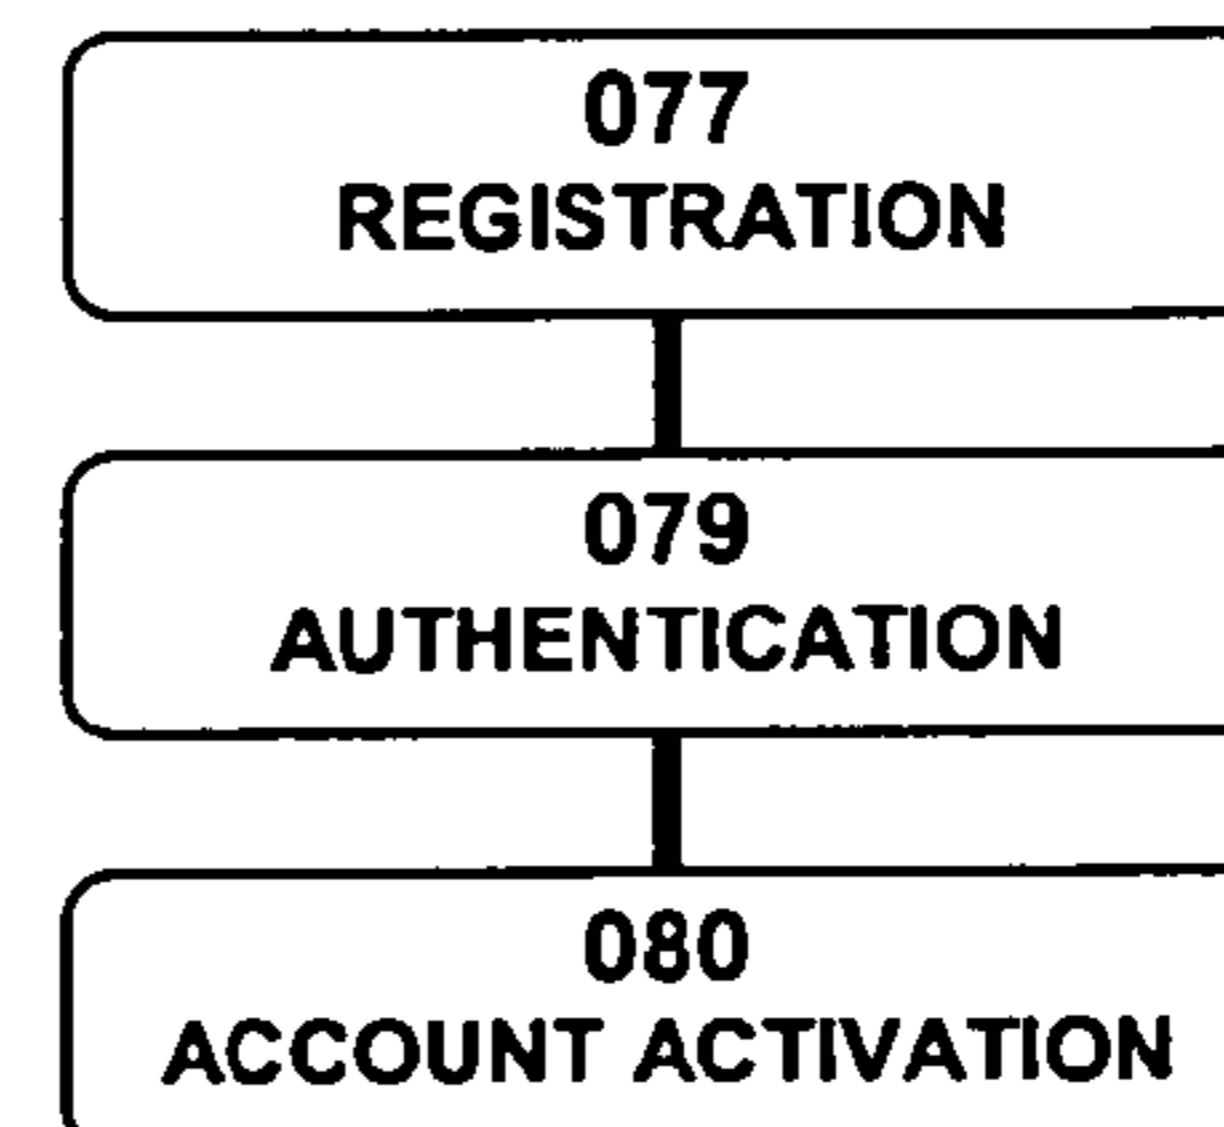 077
REGISTRATION
079
AUTHENTICATION
080
ACCOUNT ACTIVATION